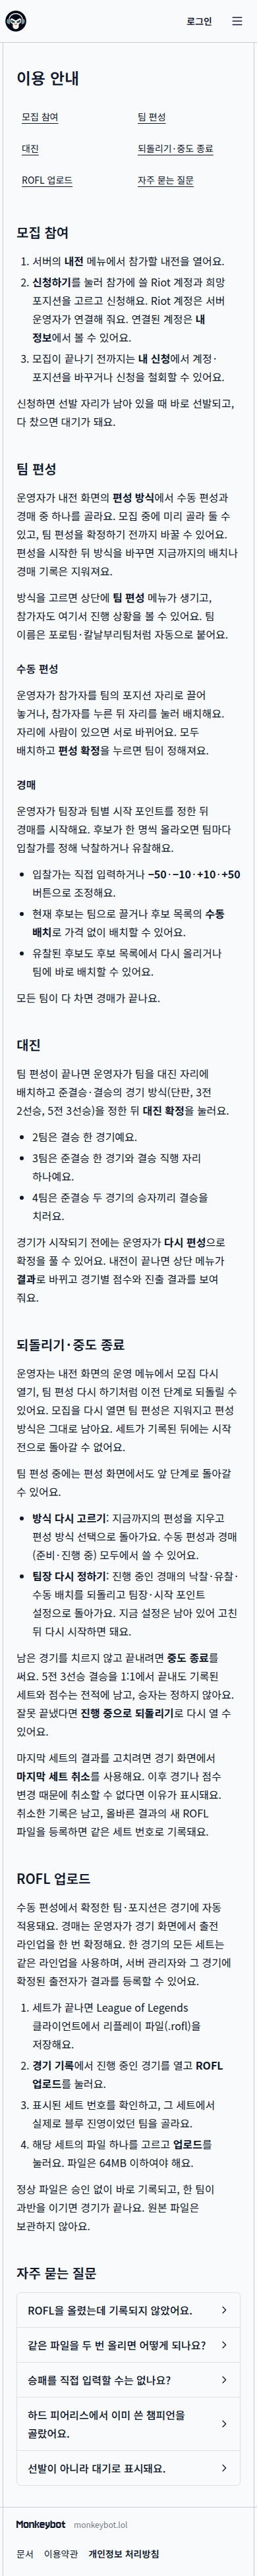 로그인
이용 안내
모집 참여
팀 편성
대진
되돌리기·중도 종료
ROFL 업로드
자주 묻는 질문
모집 참여
1. 서버의 내전 메뉴에서 참가할 내전을 열어요.
2. 신청하기를 눌러 참가에 쓸 Riot 계정과 희망
포지션을 고르고 신청해요. Riot 계정은 서버
운영자가 연결해 줘요. 연결된 계정은 내
정보에서 볼 수 있어요.
3. 모집이 끝나기 전까지는 내 신청에서 계정·
포지션을 바꾸거나 신청을 철회할 수 있어요.
신청하면 선발 자리가 남아 있을 때 바로 선발되고,
다 찼으면 대기가 돼요.
팀 편성
운영자가 내전 화면의 편성 방식에서 수동 편성과
경매 중 하나를 골라요. 모집 중에 미리 골라 둘 수
있고, 팀 편성을 확정하기 전까지 바꿀 수 있어요.
편성을 시작한 뒤 방식을 바꾸면 지금까지의 배치나
경매 기록은 지워져요.
방식을 고르면 상단에 팀 편성 메뉴가 생기고,
참가자도 여기서 진행 상황을 볼 수 있어요. 팀
이름은 포로팀·칼날부리팀처럼 자동으로 붙어요.
수동 편성
운영자가 참가자를 팀의 포지션 자리로 끌어
놓거나, 참가자를 누른 뒤 자리를 눌러 배치해요.
자리에 사람이 있으면 서로 바뀌어요. 모두
배치하고 편성 확정을 누르면 팀이 정해져요.
경매
운영자가 팀장과 팀별 시작 포인트를 정한 뒤
경매를 시작해요. 후보가 한 명씩 올라오면 팀마다
입찰가를 정해 낙찰하거나 유찰해요.
• 입찰가는 직접 입력하거나 −50·−10·+10·+50
버튼으로 조정해요.
• 현재 후보는 팀으로 끌거나 후보 목록의 수동
배치로 가격 없이 배치할 수 있어요.
• 유찰된 후보도 후보 목록에서 다시 올리거나
팀에 바로 배치할 수 있어요.
모든 팀이 다 차면 경매가 끝나요.
대진
팀 편성이 끝나면 운영자가 팀을 대진 자리에
배치하고 준결승·결승의 경기 방식(단판, 3전
2선승, 5전 3선승)을 정한 뒤 대진 확정을 눌러요.
• 2팀은 결승 한 경기예요.
• 3팀은 준결승 한 경기와 결승 직행 자리
하나예요.
• 4팀은 준결승 두 경기의 승자끼리 결승을
치러요.
경기가 시작되기 전에는 운영자가 다시 편성으로
확정을 풀 수 있어요. 내전이 끝나면 상단 메뉴가
결과로 바뀌고 경기별 점수와 진출 결과를 보여
줘요.
되돌리기·중도 종료
운영자는 내전 화면의 운영 메뉴에서 모집 다시
열기, 팀 편성 다시 하기처럼 이전 단계로 되돌릴 수
있어요. 모집을 다시 열면 팀 편성은 지워지고 편성
방식은 그대로 남아요. 세트가 기록된 뒤에는 시작
전으로 돌아갈 수 없어요.
팀 편성 중에는 편성 화면에서도 앞 단계로 돌아갈
수 있어요.
• 방식 다시 고르기: 지금까지의 편성을 지우고
편성 방식 선택으로 돌아가요. 수동 편성과 경매
(준비·진행 중) 모두에서 쓸 수 있어요.
• 팀장 다시 정하기: 진행 중인 경매의 낙찰·유찰·
수동 배치를 되돌리고 팀장·시작 포인트
설정으로 돌아가요. 지금 설정은 남아 있어 고친
뒤 다시 시작하면 돼요.
남은 경기를 치르지 않고 끝내려면 중도 종료를
써요. 5전 3선승 결승을 1:1에서 끝내도 기록된
세트와 점수는 전적에 남고, 승자는 정하지 않아요.
잘못 끝냈다면 진행 중으로 되돌리기로 다시 열 수
있어요.
마지막 세트의 결과를 고치려면 경기 화면에서
마지막 세트 취소를 사용해요. 이후 경기나 점수
변경 때문에 취소할 수 없다면 이유가 표시돼요.
취소한 기록은 남고, 올바른 결과의 새 ROFL
파일을 등록하면 같은 세트 번호로 기록돼요.
ROFL 업로드
수동 편성에서 확정한 팀·포지션은 경기에 자동
적용돼요. 경매는 운영자가 경기 화면에서 출전
라인업을 한 번 확정해요. 한 경기의 모든 세트는
같은 라인업을 사용하며, 서버 관리자와 그 경기에
확정된 출전자가 결과를 등록할 수 있어요.
1. 세트가 끝나면 League of Legends
클라이언트에서 리플레이 파일(.rofl)을
저장해요.
2. 경기 기록에서 진행 중인 경기를 열고 ROFL
업로드를 눌러요.
3. 표시된 세트 번호를 확인하고, 그 세트에서
실제로 블루 진영이었던 팀을 골라요.
4. 해당 세트의 파일 하나를 고르고 업로드를
눌러요. 파일은 64MB 이하여야 해요.
정상 파일은 승인 없이 바로 기록되고, 한 팀이
과반을 이기면 경기가 끝나요. 원본 파일은
보관하지 않아요.
자주 묻는 질문
ROFL을 올렸는데 기록되지 않았어요.
같은 파일을 두 번 올리면 어떻게 되나요?
승패를 직접 입력할 수는 없나요?
하드 피어리스에서 이미 쓴 챔피언을
골랐어요.
선발이 아니라 대기로 표시돼요.
Monkeybot monkeybot.lol
문서 이용약관 개인정보 처리방침